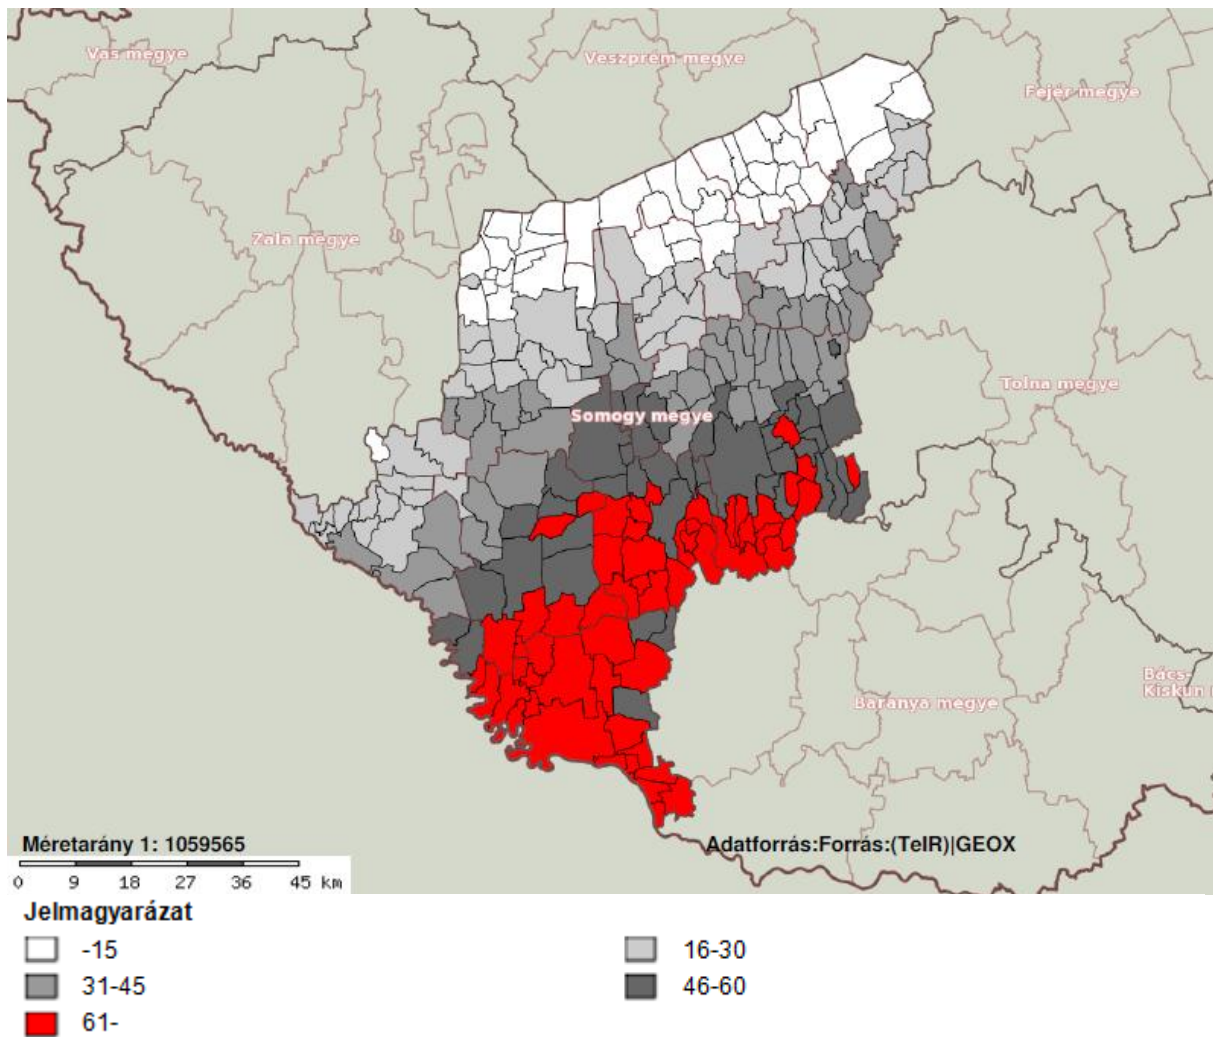 Vas megye
Veszprém megye
Fejér megye
Zala megye
Tolna megye
Somogy megye
Bács-
Kiskun
Baranya megye
Méretarány 1: 1059565
Adatforrás:Forrás:(TeIR)|GEOX
0 9 18 27 36 45 km
Jelmagyarázat
-15
16-30
31-45
46-60
61-